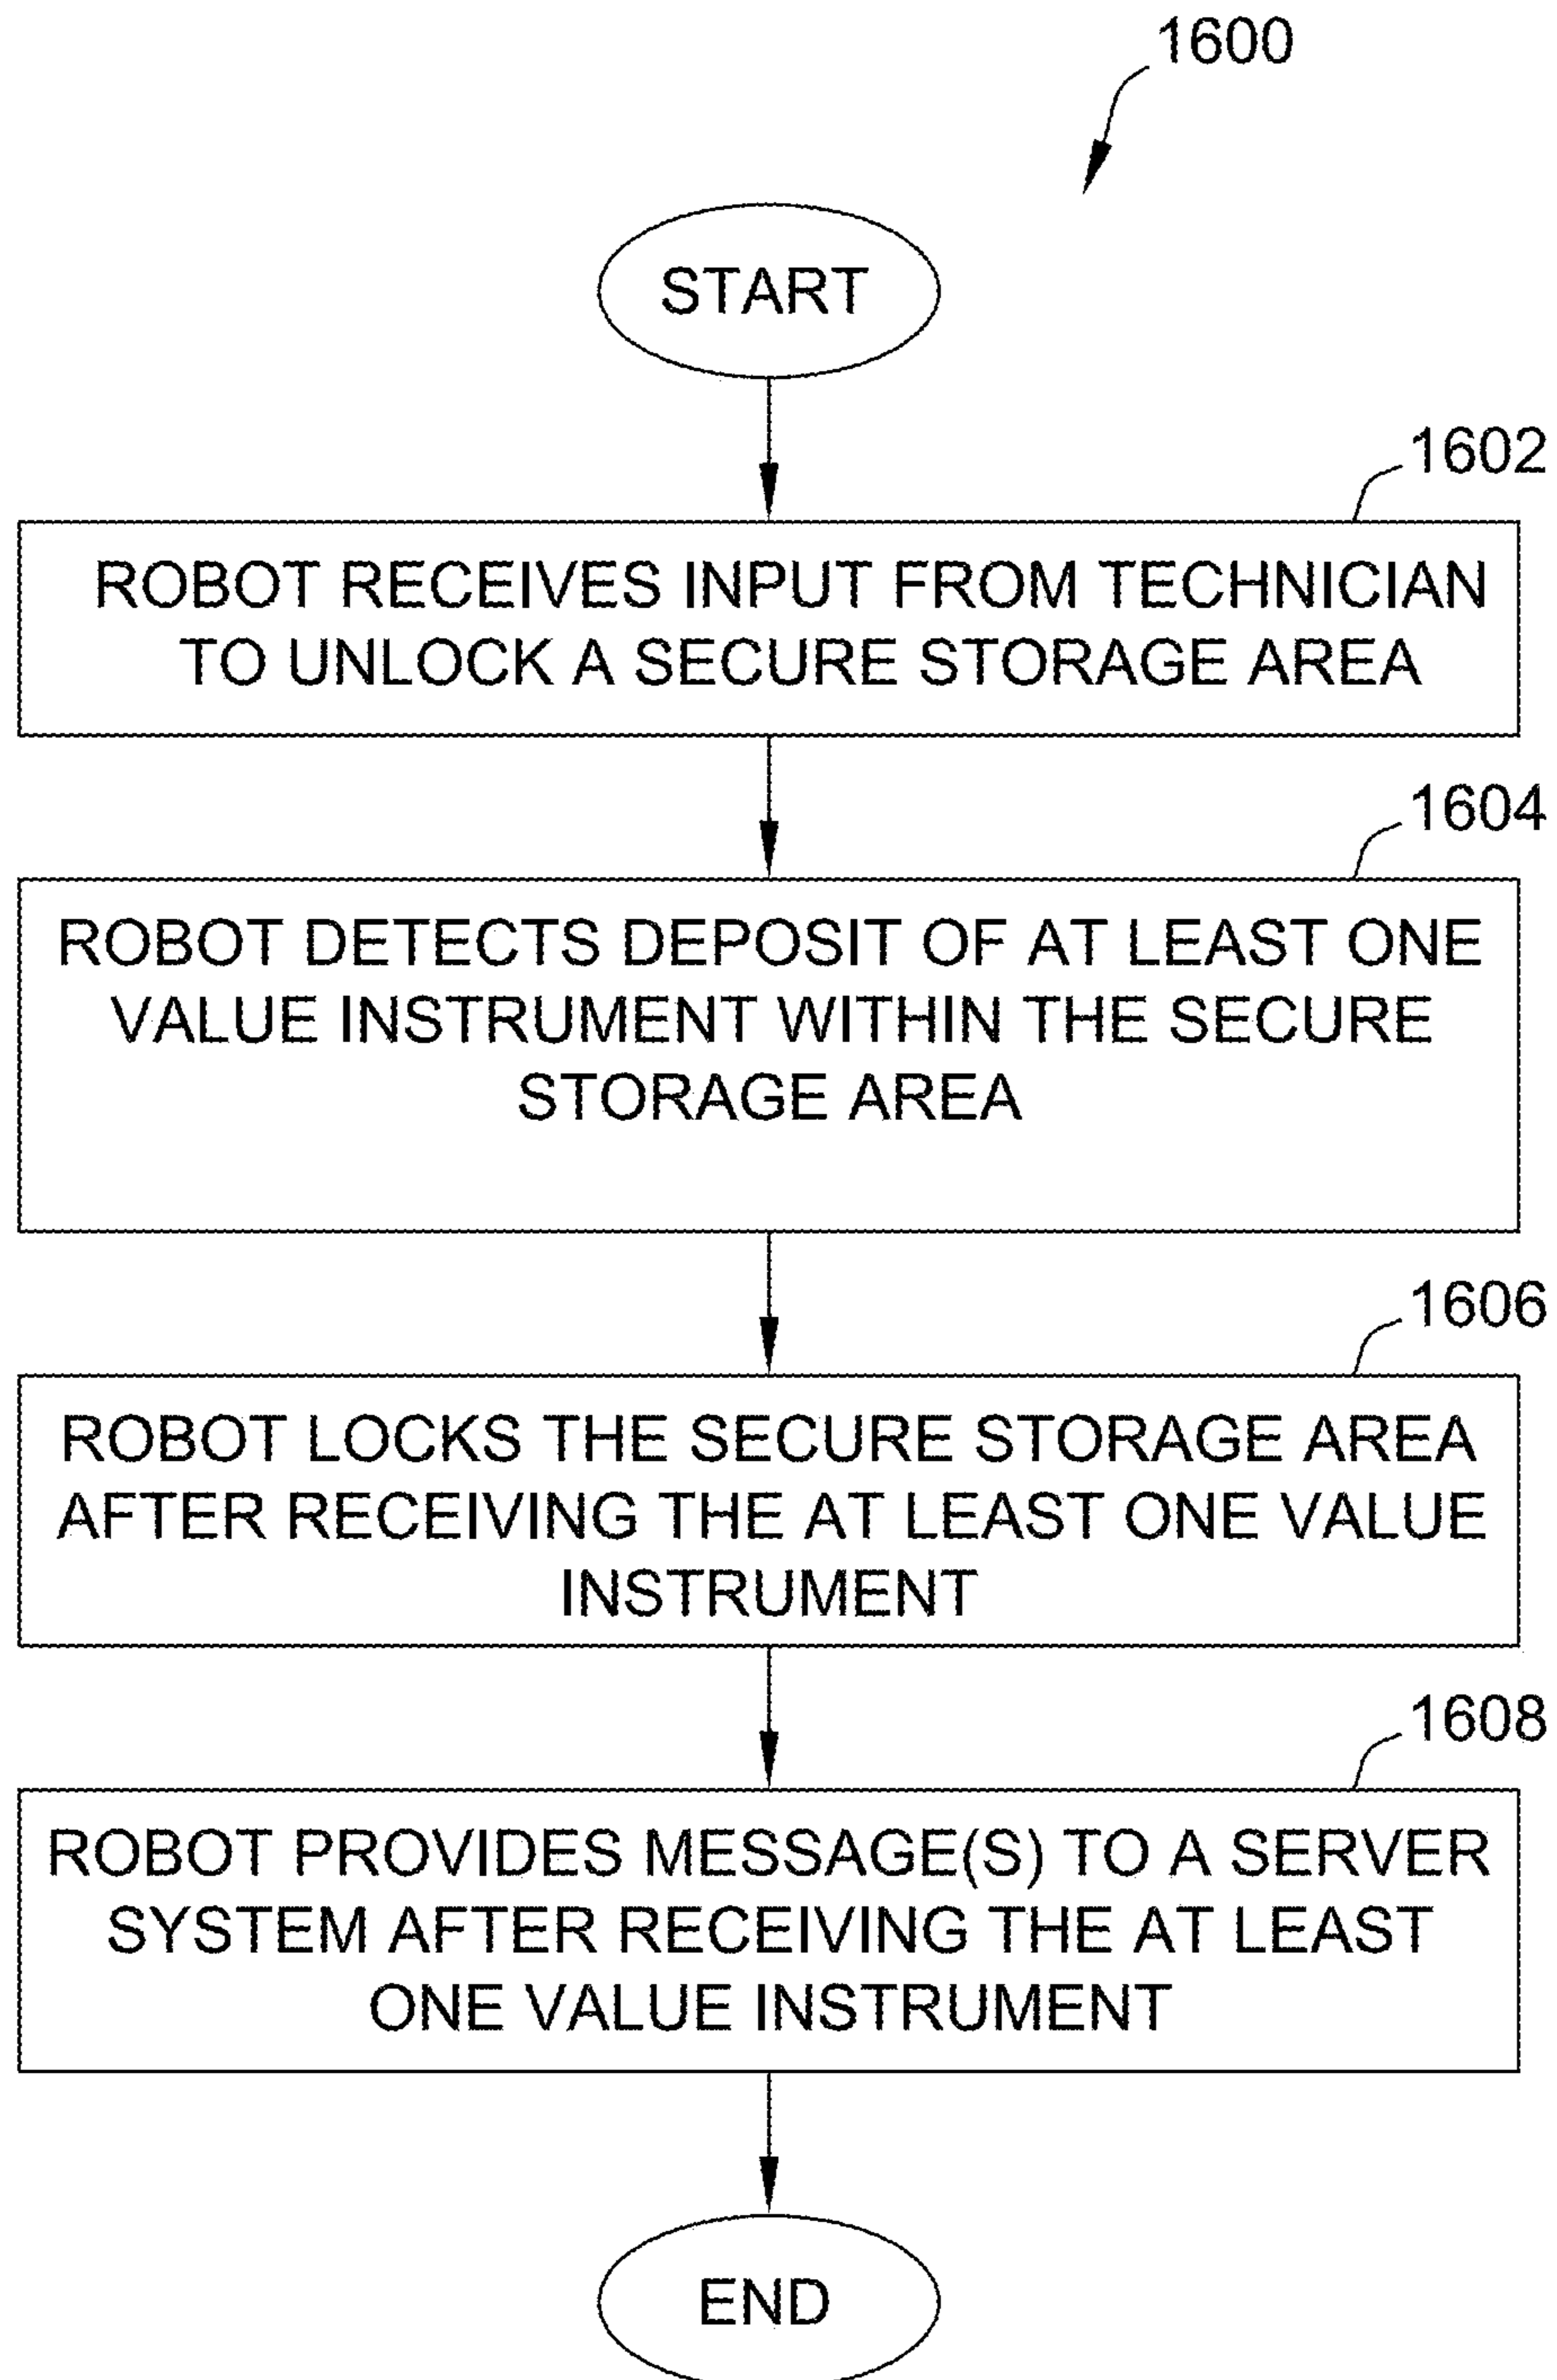 1600
START
1602
ROBOT RECEIVES INPUT FROM TECHNICIAN
TO UNLOCK A SECURE STORAGE AREA
1604
ROBOT DETECTS DEPOSIT OF AT LEAST ONE
VALUE INSTRUMENT WITHIN THE SECURE
STORAGE AREA
1606
ROBOT LOCKS THE SECURE STORAGE AREA
AFTER RECEIVING THE AT LEAST ONE VALUE
INSTRUMENT
1608
ROBOT PROVIDES MESSAGE(S) TO A SERVER
SYSTEM AFTER RECEIVING THE AT LEAST
ONE VALUE INSTRUMENT
END